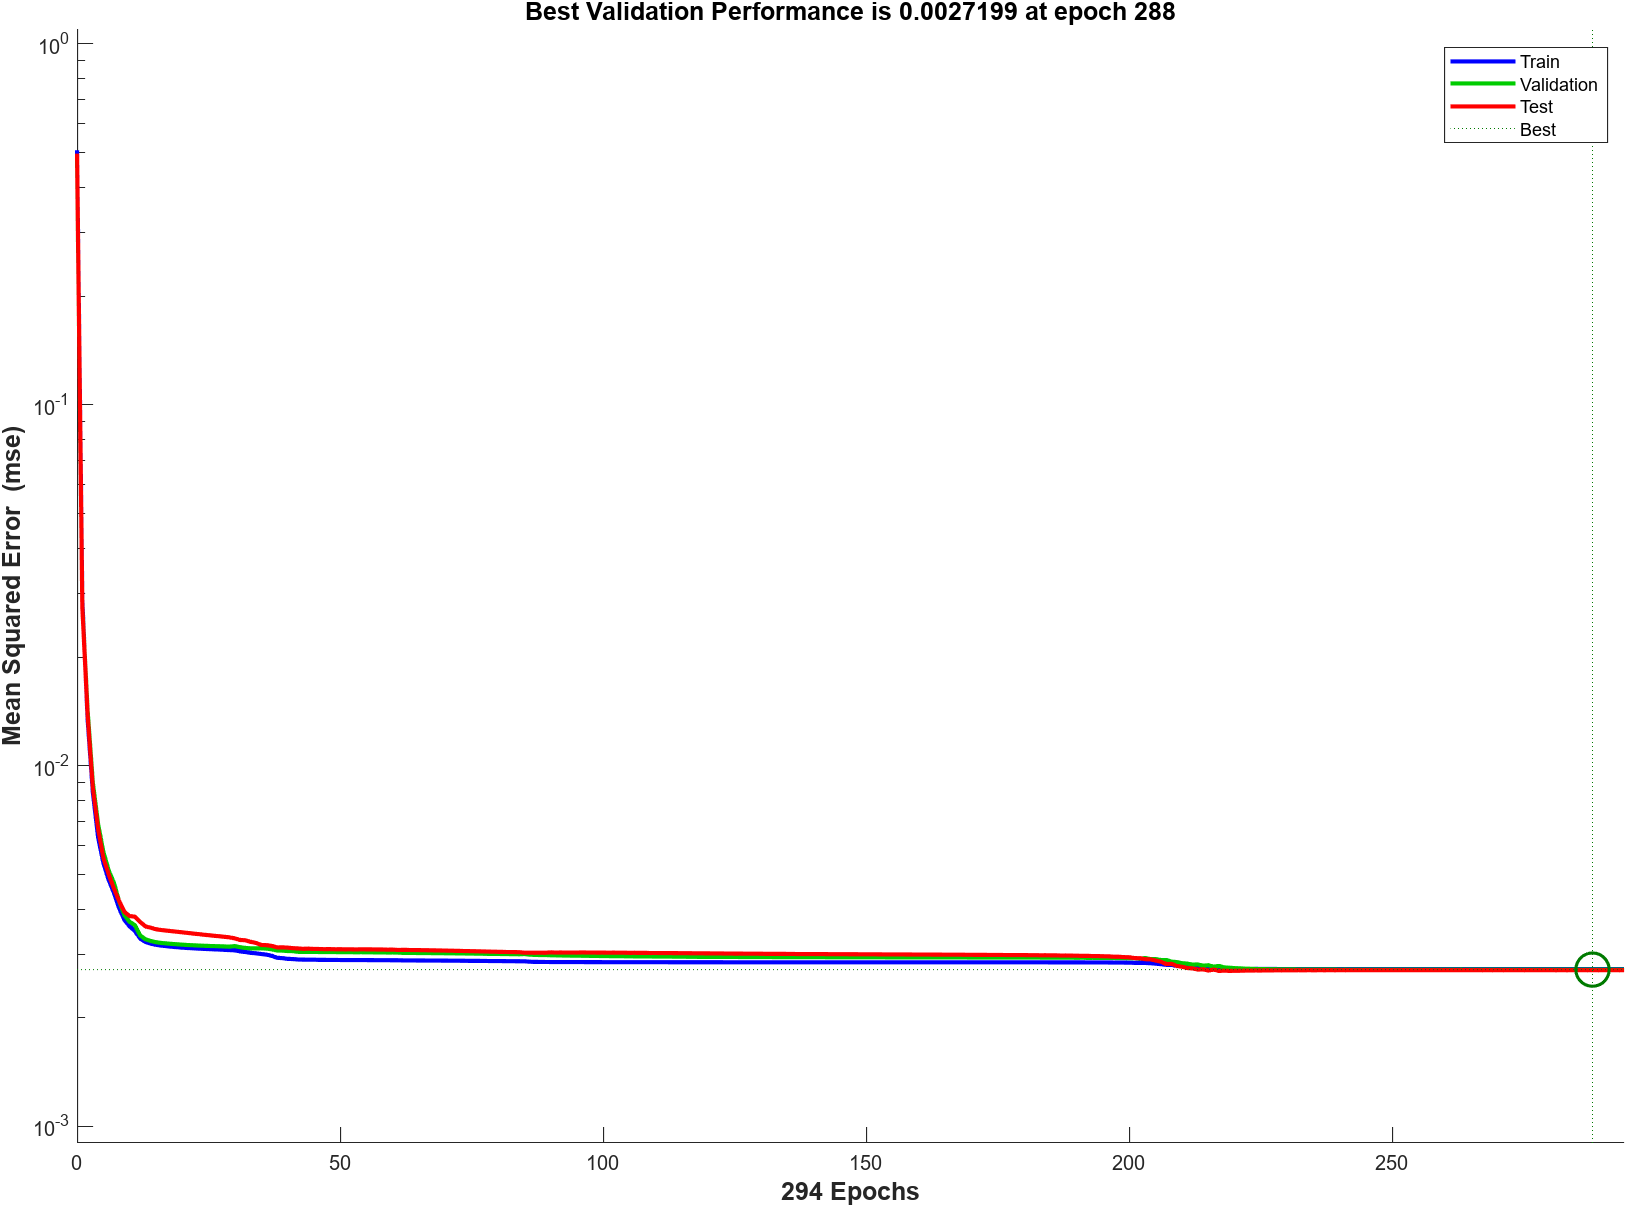 Best Validation Performance is 0.0027199 at epoch 288
Train
Validation
Test
Best
10^0
10^-1
10^-2
10^-3
Mean Squared Error  (mse)
0 50 100 150 200 250
294 Epochs